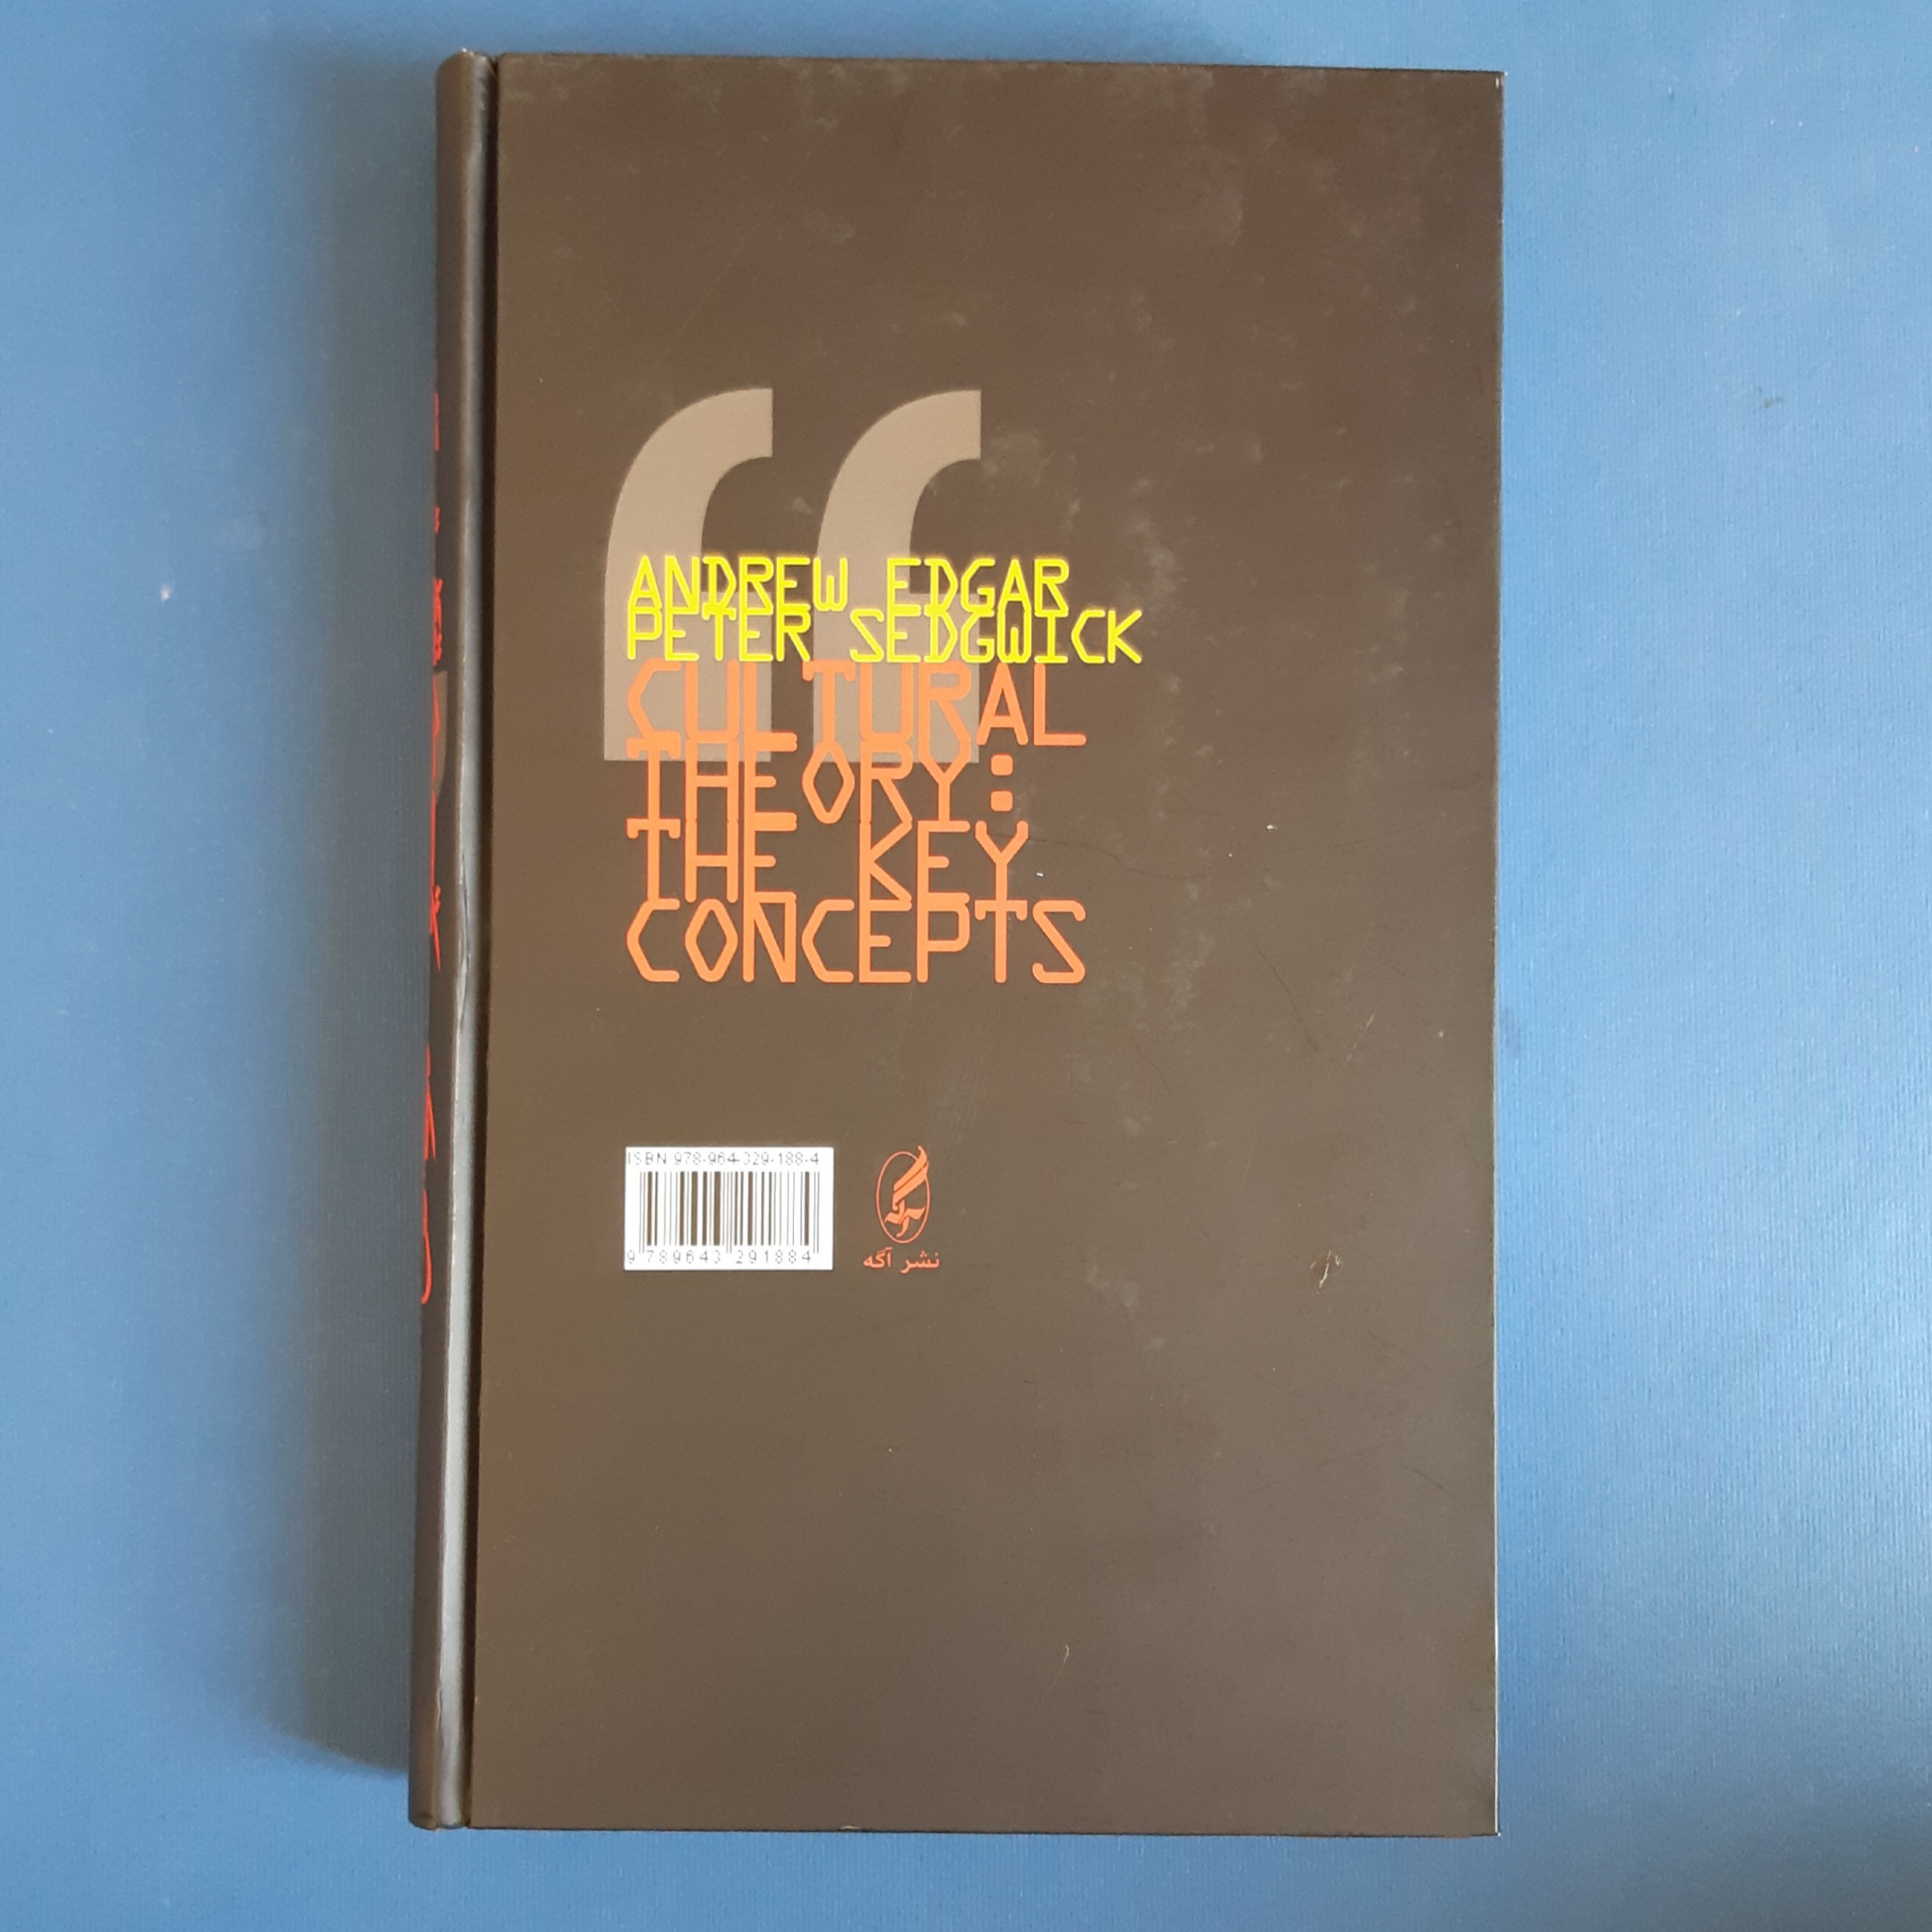 ANDREW EDGAR
PETER SEDGWICK
CULTURAL
THEORY:
THE KEY
CONCEPTS
ISBN 978-964-329-188-4
9 789643 291884
نشر آگه